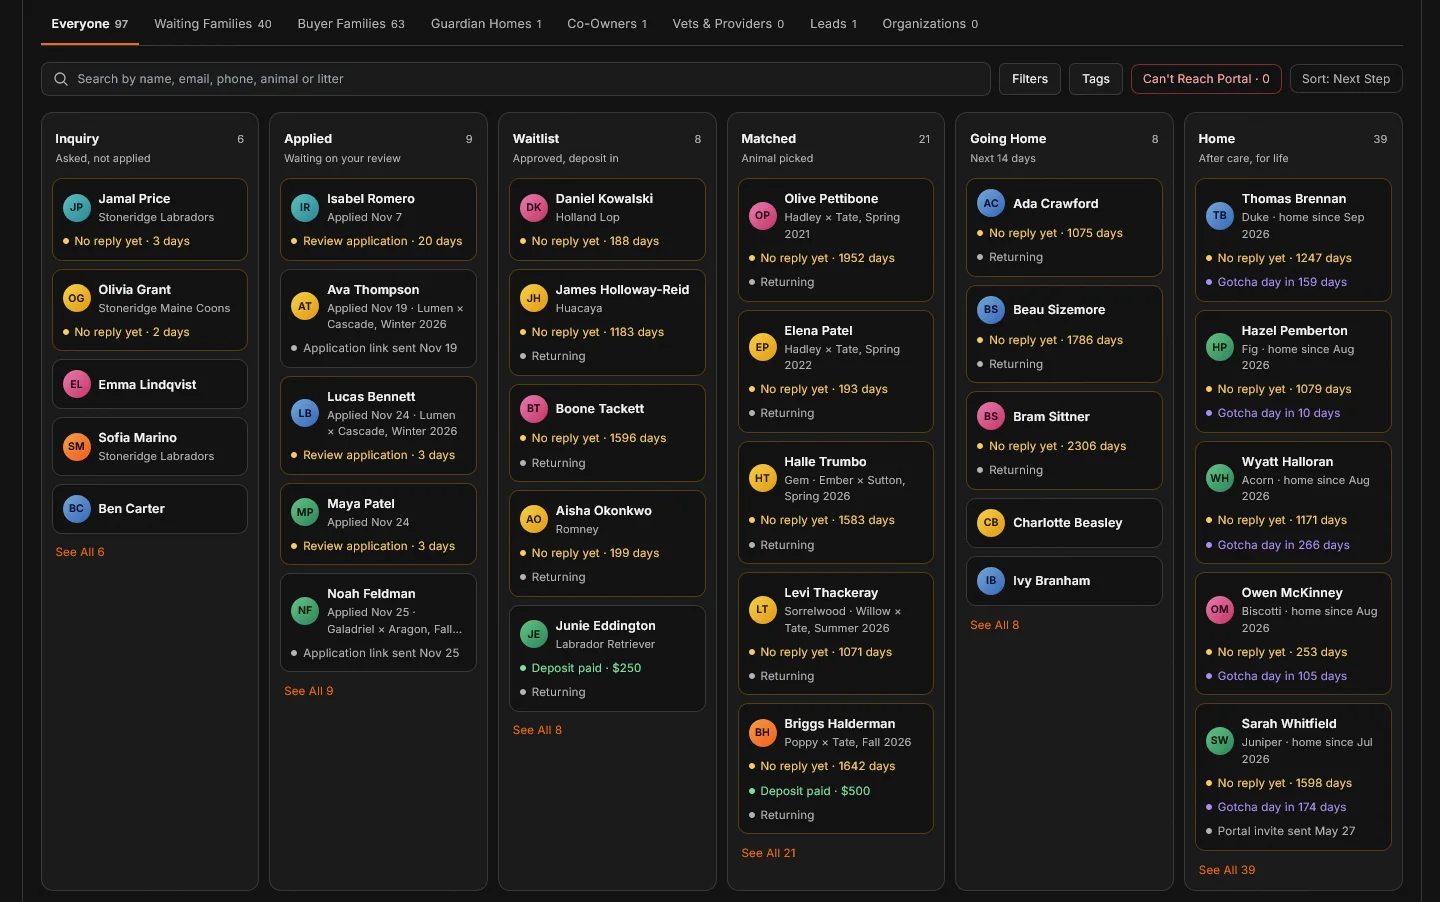 Everyone 97
Waiting Families 40
Buyer Families 63
Guardian Homes 1
Co-Owners 1
Vets & Providers 0
Leads 1
Organizations 0
Search by name, email, phone, animal or litter
Filters
Tags
Can't Reach Portal · 0
Sort: Next Step
Inquiry 6
Asked, not applied
JP
Jamal Price
Stoneridge Labradors
No reply yet · 3 days
OG
Olivia Grant
Stoneridge Maine Coons
No reply yet · 2 days
EL
Emma Lindqvist
SM
Sofia Marino
Stoneridge Labradors
BC
Ben Carter
See All 6
Applied 9
Waiting on your review
IR
Isabel Romero
Applied Nov 7
Review application · 20 days
AT
Ava Thompson
Applied Nov 19 · Lumen ×
Cascade, Winter 2026
Application link sent Nov 19
LB
Lucas Bennett
Applied Nov 24 · Lumen
× Cascade, Winter 2026
Review application · 3 days
MP
Maya Patel
Applied Nov 24
Review application · 3 days
NF
Noah Feldman
Applied Nov 25 ·
Galadriel × Aragon, Fall...
Application link sent Nov 25
See All 9
Waitlist 8
Approved, deposit in
DK
Daniel Kowalski
Holland Lop
No reply yet · 188 days
JH
James Holloway-Reid
Huacaya
No reply yet · 1183 days
Returning
BT
Boone Tackett
No reply yet · 1596 days
Returning
AO
Aisha Okonkwo
Romney
No reply yet · 199 days
Returning
JE
Junie Eddington
Labrador Retriever
Deposit paid · $250
Returning
See All 8
Matched 21
Animal picked
OP
Olive Pettibone
Hadley × Tate, Spring
2021
No reply yet · 1952 days
Returning
EP
Elena Patel
Hadley × Tate, Spring
2022
No reply yet · 193 days
Returning
HT
Halle Trumbo
Gem · Ember × Sutton,
Spring 2026
No reply yet · 1583 days
Returning
LT
Levi Thackeray
Sorrelwood · Willow ×
Tate, Summer 2026
No reply yet · 1071 days
Returning
BH
Briggs Halderman
Poppy × Tate, Fall 2026
No reply yet · 1642 days
Deposit paid · $500
Returning
See All 21
Going Home 8
Next 14 days
AC
Ada Crawford
No reply yet · 1075 days
Returning
BS
Beau Sizemore
No reply yet · 1786 days
Returning
BS
Bram Sittner
No reply yet · 2306 days
Returning
CB
Charlotte Beasley
IB
Ivy Branham
See All 8
Home 39
After care, for life
TB
Thomas Brennan
Duke · home since Sep
2026
No reply yet · 1247 days
Gotcha day in 159 days
HP
Hazel Pemberton
Fig · home since Aug
2026
No reply yet · 1079 days
Gotcha day in 10 days
WH
Wyatt Halloran
Acorn · home since Aug
2026
No reply yet · 1171 days
Gotcha day in 266 days
OM
Owen McKinney
Biscotti · home since Aug
2026
No reply yet · 253 days
Gotcha day in 105 days
SW
Sarah Whitfield
Juniper · home since Jul
2026
No reply yet · 1598 days
Gotcha day in 174 days
Portal invite sent May 27
See All 39